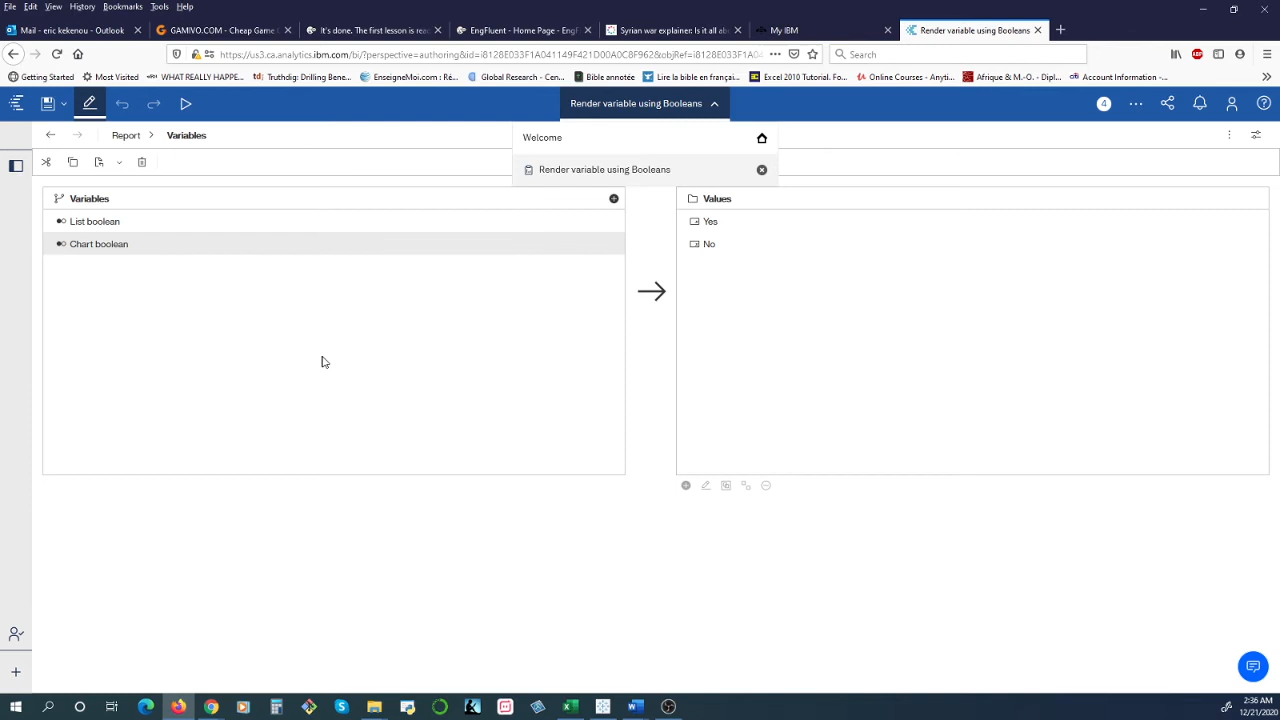 File Edit View History Bookmarks Tools Help
Mail - eric kekenou - Outlook
GAMIVO.COM - Cheap Game
It's done. The first lesson is read
EngFluent - Home Page - EngF
Syrian war explainer: Is it all ab
My IBM
Render variable using Booleans
https://us3.ca.analytics.ibm.com/bi/?perspective=authoring&id=i8128E033F1A041149F421D00A0C8F962&objRef=i8128E033F1A04
Search
Getting Started
Most Visited
WHAT REALLY HAPPE...
Truthdig: Drilling Bene...
EnseigneMoi.com : Ré...
Global Research - Cen...
Bible annotée
Lire la bible en françai...
Excel 2010 Tutorial. Fo...
Online Courses - Anyti...
Afrique & M.-O. - Dipl...
Account Information -...
Render variable using Booleans
4
Report
Variables
Welcome
Render variable using Booleans
Variables
List boolean
Chart boolean
Values
Yes
No
2:36 AM
12/21/2020